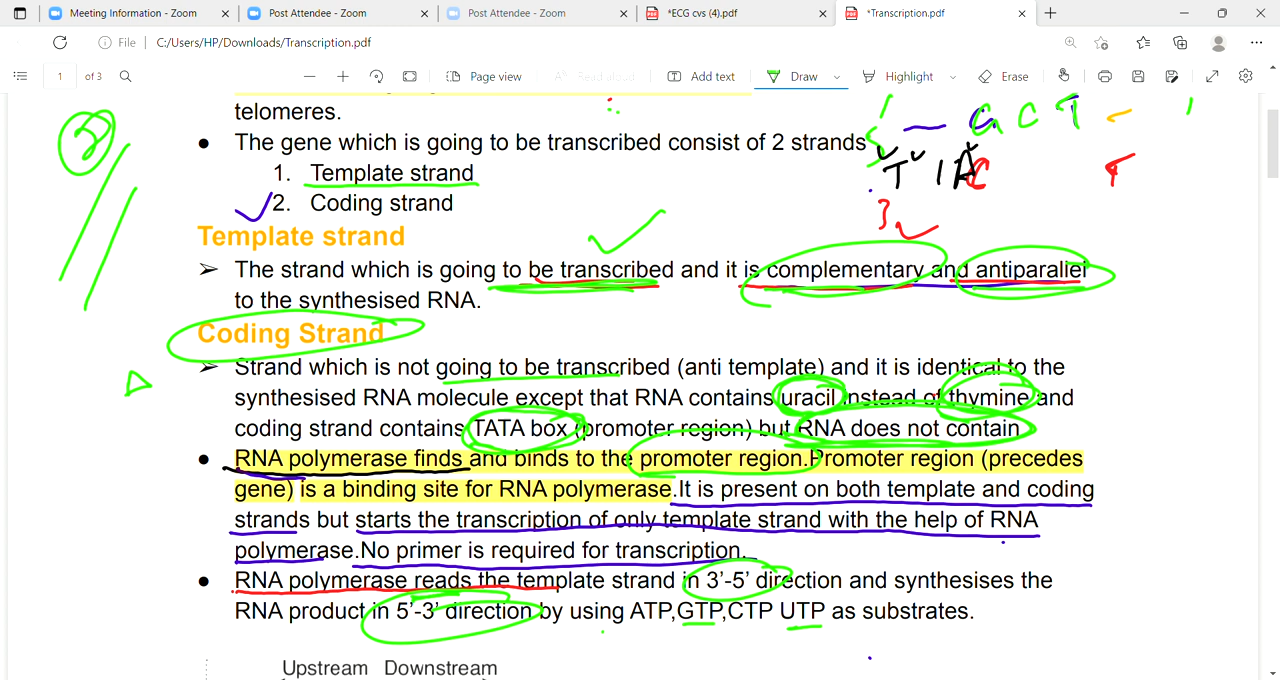 Meeting Information - Zoom
Post Attendee - Zoom
Post Attendee - Zoom
*ECG cvs (4).pdf
*Transcription.pdf
File
C:/Users/HP/Downloads/Transcription.pdf
1 of 3
Page view
Read aloud
Add text
Draw
Highlight
Erase
telomeres.
● The gene which is going to be transcribed consist of 2 strands
1. Template strand
2. Coding strand
Template strand
➢ The strand which is going to be transcribed and it is complementary and antiparallel
to the synthesised RNA.
Coding Strand
➢ Strand which is not going to be transcribed (anti template) and it is identical to the
synthesised RNA molecule except that RNA contains uracil instead of thymine and
coding strand contains TATA box (promoter region) but RNA does not contain
● RNA polymerase finds and binds to the promoter region.Promoter region (precedes
gene) is a binding site for RNA polymerase.It is present on both template and coding
strands but starts the transcription of only template strand with the help of RNA
polymerase.No primer is required for transcription.
● RNA polymerase reads the template strand in 3'-5' direction and synthesises the
RNA product in 5'-3' direction by using ATP,GTP,CTP UTP as substrates.
Upstream Downstream
G C T
T A C T
3
2